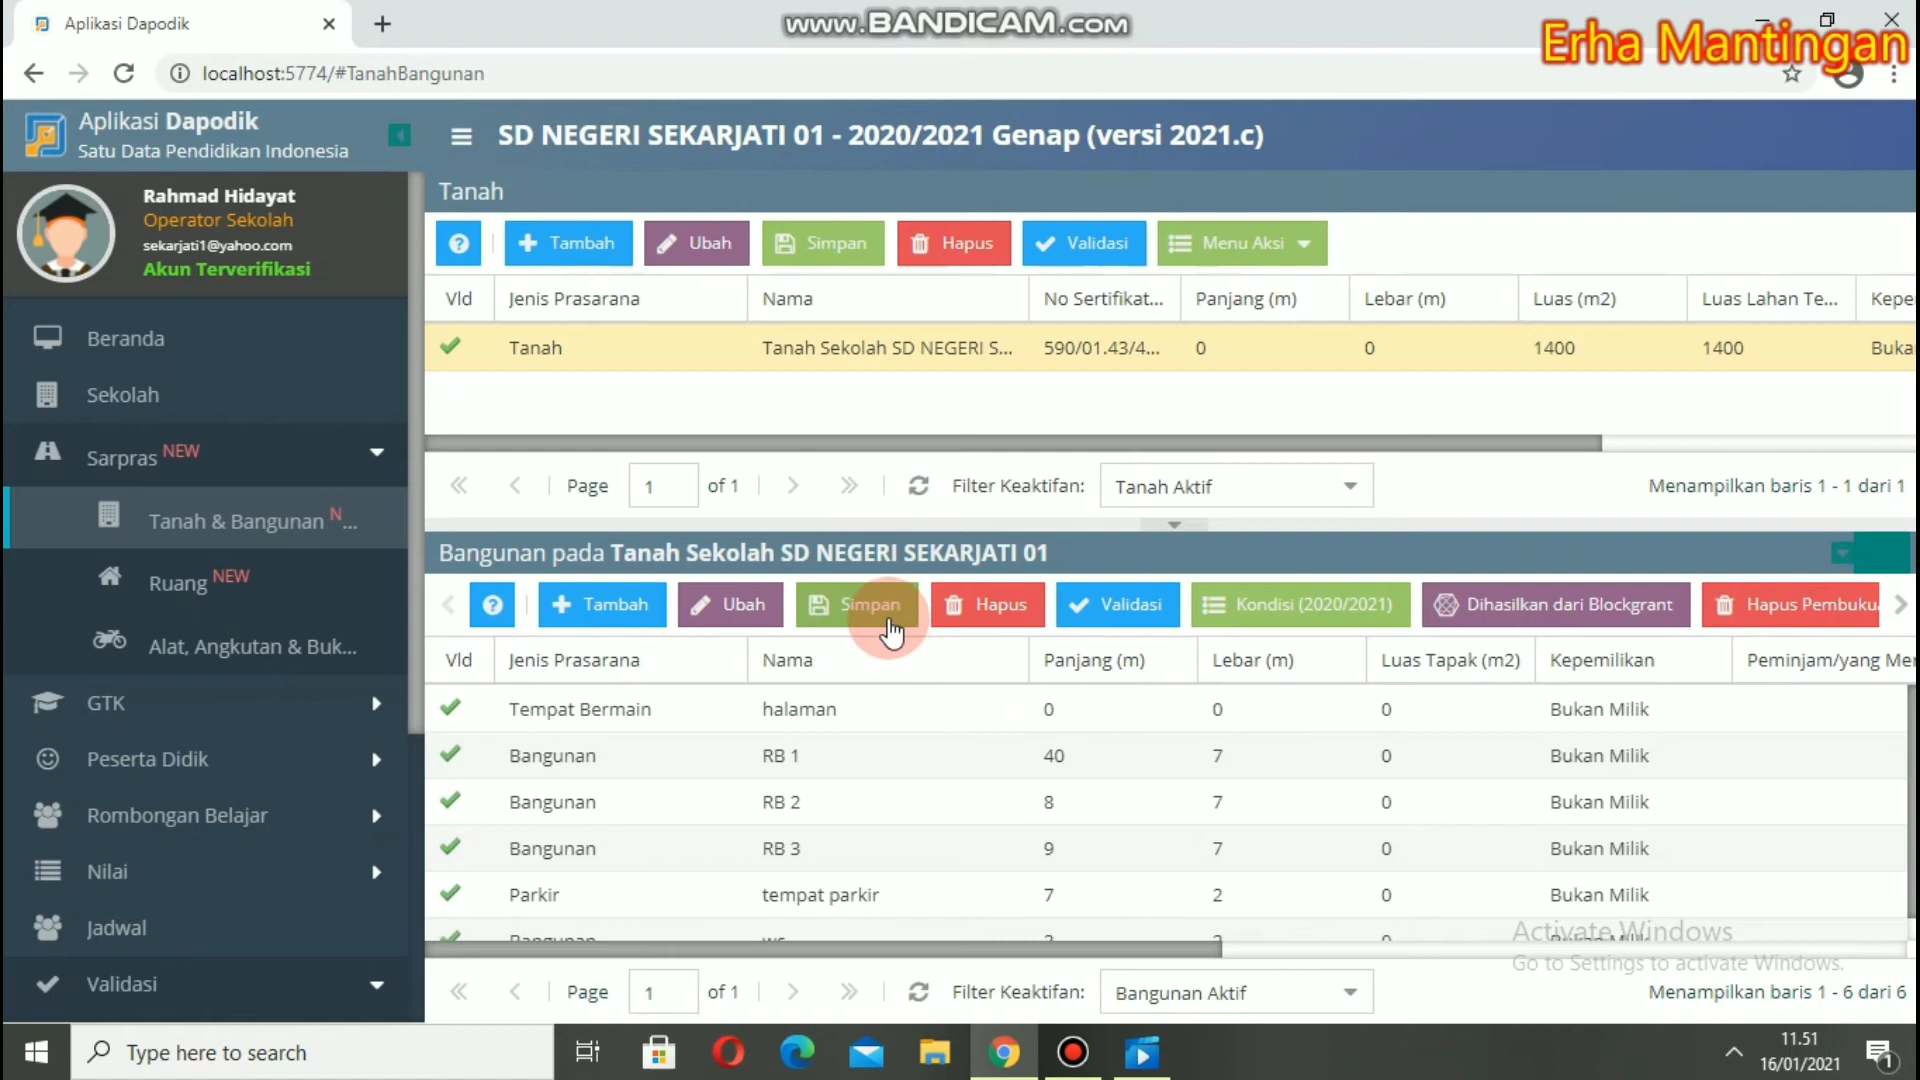 Aplikasi Dapodik
www.BANDICAM.com
Erha Mantingan
localhost:5774/#TanahBangunan
Aplikasi Dapodik
Satu Data Pendidikan Indonesia
SD NEGERI SEKARJATI 01 - 2020/2021 Genap (versi 2021.c)
Rahmad Hidayat
Operator Sekolah
sekarjati1@yahoo.com
Akun Terverifikasi
Beranda
Sekolah
Sarpras NEW
Tanah & Bangunan N...
Ruang NEW
Alat, Angkutan & Buk...
GTK
Peserta Didik
Rombongan Belajar
Nilai
Jadwal
Validasi
Tanah
Tambah Ubah Simpan Hapus Validasi Menu Aksi
Vld Jenis Prasarana Nama No Sertifikat... Panjang (m) Lebar (m) Luas (m2) Luas Lahan Te... Kepe
Tanah Tanah Sekolah SD NEGERI S... 590/01.43/4... 0 0 1400 1400 Buka
Page 1 of 1 Filter Keaktifan: Tanah Aktif Menampilkan baris 1 - 1 dari 1
Bangunan pada Tanah Sekolah SD NEGERI SEKARJATI 01
Tambah Ubah Simpan Hapus Validasi Kondisi (2020/2021) Dihasilkan dari Blockgrant Hapus Pembuku
Vld Jenis Prasarana Nama Panjang (m) Lebar (m) Luas Tapak (m2) Kepemilikan Peminjam/yang Me
Tempat Bermain halaman 0 0 0 Bukan Milik
Bangunan RB 1 40 7 0 Bukan Milik
Bangunan RB 2 8 7 0 Bukan Milik
Bangunan RB 3 9 7 0 Bukan Milik
Parkir tempat parkir 7 2 0 Bukan Milik
Activate Windows
Go to Settings to activate Windows.
Page 1 of 1 Filter Keaktifan: Bangunan Aktif Menampilkan baris 1 - 6 dari 6
Type here to search
11.51
16/01/2021
1